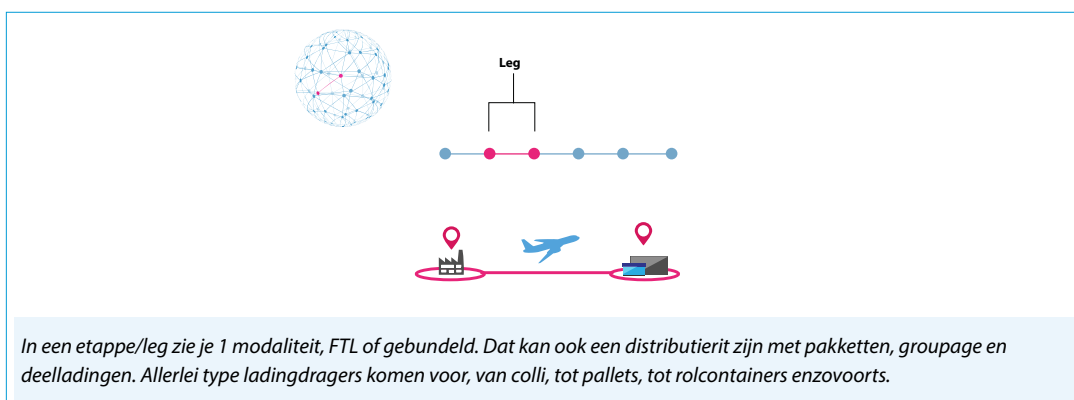 Leg
In een etappe/leg zie je 1 modaliteit, FTL of gebundeld. Dat kan ook een distributierit zijn met pakketten, groupage en
deelladingen. Allerlei type ladingdragers komen voor, van colli, tot pallets, tot rolcontainers enzovoorts.